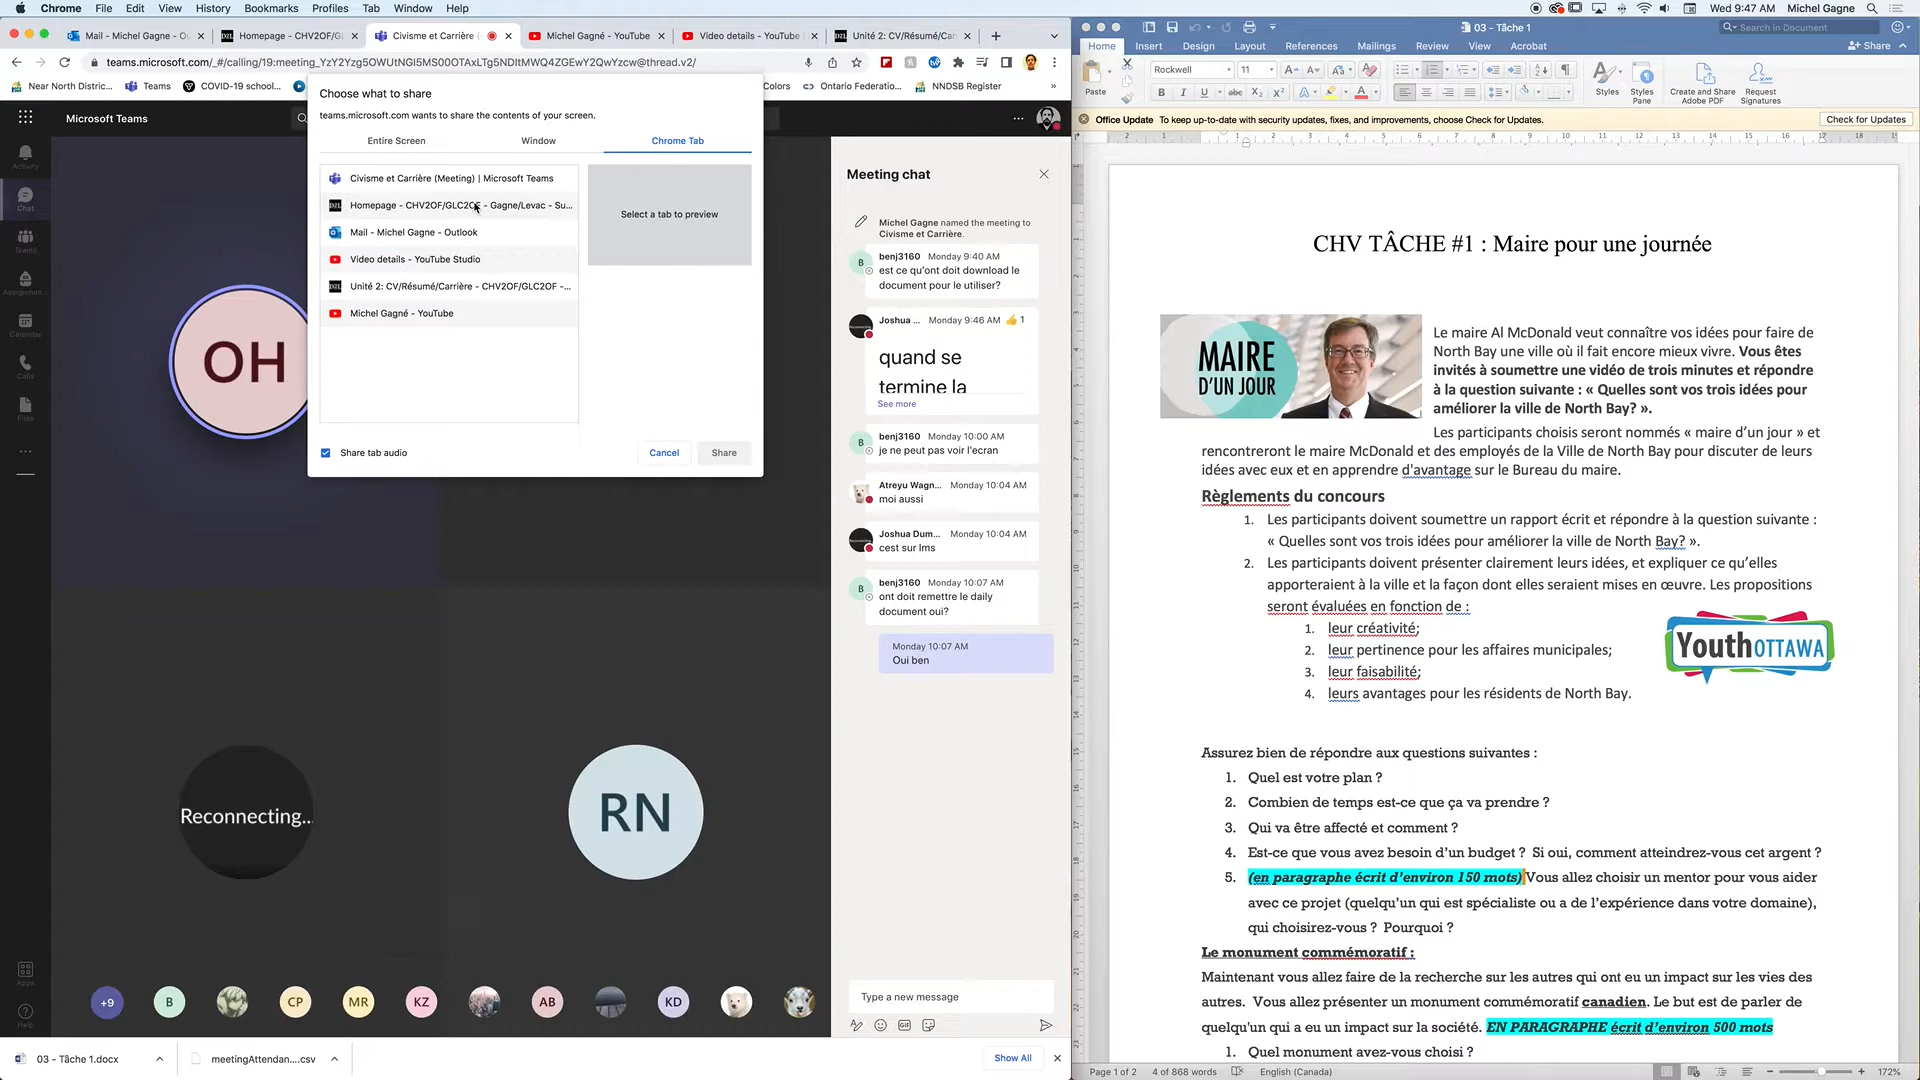 Chrome File Edit View History Bookmarks Profiles Tab Window Help
Wed 9:47 AM Michel Gagne
Mail - Michel Gagne - O
Homepage - CHV2OF/GL
Civisme et Carrière (
Michel Gagné - YouTube
Video details - YouTube
Unité 2: CV/Résumé/Car
teams.microsoft.com/_#/calling/19:meeting_YzY2Yzg5OWUtNGI5MS00OTAxLTg5NDItMWQ4ZGEwY2QwYzcw@thread.v2/
Near North Distric... Teams COVID-19 school... Colors Ontario Federatio... NNDSB Register
Microsoft Teams
Activity
Chat
Teams
Assignmen...
Calendar
Calls
Files
Apps
Help
Choose what to share
teams.microsoft.com wants to share the contents of your screen.
Entire Screen Window Chrome Tab
Civisme et Carrière (Meeting) | Microsoft Teams
Homepage - CHV2OF/GLC2OF - Gagne/Levac - Su...
Mail - Michel Gagne - Outlook
Video details - YouTube Studio
Unité 2: CV/Résumé/Carrière - CHV2OF/GLC2OF -...
Michel Gagné - YouTube
Select a tab to preview
Share tab audio
Cancel Share
OH
Reconnecting...
RN
+9 B CP MR KZ AB KD
Meeting chat
Michel Gagne named the meeting to
Civisme et Carrière.
B benj3160 Monday 9:40 AM
est ce qu'ont doit download le
document pour le utiliser?
Joshua ... Monday 9:46 AM 👍 1
quand se
termine la
See more
B benj3160 Monday 10:00 AM
je ne peut pas voir l'ecran
Atreyu Wagn... Monday 10:04 AM
moi aussi
Joshua Dum... Monday 10:04 AM
cest sur lms
B benj3160 Monday 10:07 AM
ont doit remettre le daily
document oui?
Monday 10:07 AM
Oui ben
Type a new message
03 - Tâche 1.docx
meetingAttendan....csv
Show All
03 - Tâche 1
Search in Document
Home Insert Design Layout References Mailings Review View Acrobat
Share
Paste
Rockwell 11
B I U abc X₂ X²
Styles
Styles
Pane
Create and Share
Adobe PDF
Request
Signatures
Office Update To keep up-to-date with security updates, fixes, and improvements, choose Check for Updates.
Check for Updates
CHV TÂCHE #1 : Maire pour une journée
MAIRE
D'UN JOUR
Le maire Al McDonald veut connaître vos idées pour faire de
North Bay une ville où il fait encore mieux vivre. Vous êtes
invités à soumettre une vidéo de trois minutes et répondre
à la question suivante : « Quelles sont vos trois idées pour
améliorer la ville de North Bay? ».
Les participants choisis seront nommés « maire d'un jour » et
rencontreront le maire McDonald et des employés de la Ville de North Bay pour discuter de leurs
idées avec eux et en apprendre d'avantage sur le Bureau du maire.
Règlements du concours
1. Les participants doivent soumettre un rapport écrit et répondre à la question suivante :
« Quelles sont vos trois idées pour améliorer la ville de North Bay? ».
2. Les participants doivent présenter clairement leurs idées, et expliquer ce qu'elles
apporteraient à la ville et la façon dont elles seraient mises en œuvre. Les propositions
seront évaluées en fonction de :
1. leur créativité;
2. leur pertinence pour les affaires municipales;
3. leur faisabilité;
4. leurs avantages pour les résidents de North Bay.
YouthOTTAWA
Assurez bien de répondre aux questions suivantes :
1. Quel est votre plan ?
2. Combien de temps est-ce que ça va prendre ?
3. Qui va être affecté et comment ?
4. Est-ce que vous avez besoin d'un budget ? Si oui, comment atteindrez-vous cet argent ?
5. (en paragraphe écrit d'environ 150 mots) Vous allez choisir un mentor pour vous aider
avec ce projet (quelqu'un qui est spécialiste ou a de l'expérience dans votre domaine),
qui choisirez-vous ? Pourquoi ?
Le monument commémoratif :
Maintenant vous allez faire de la recherche sur les autres qui ont eu un impact sur les vies des
autres. Vous allez présenter un monument commémoratif canadien. Le but est de parler de
quelqu'un qui a eu un impact sur la société. EN PARAGRAPHE écrit d'environ 500 mots
1. Quel monument avez-vous choisi ?
Page 1 of 2 4 of 868 words English (Canada) 172%